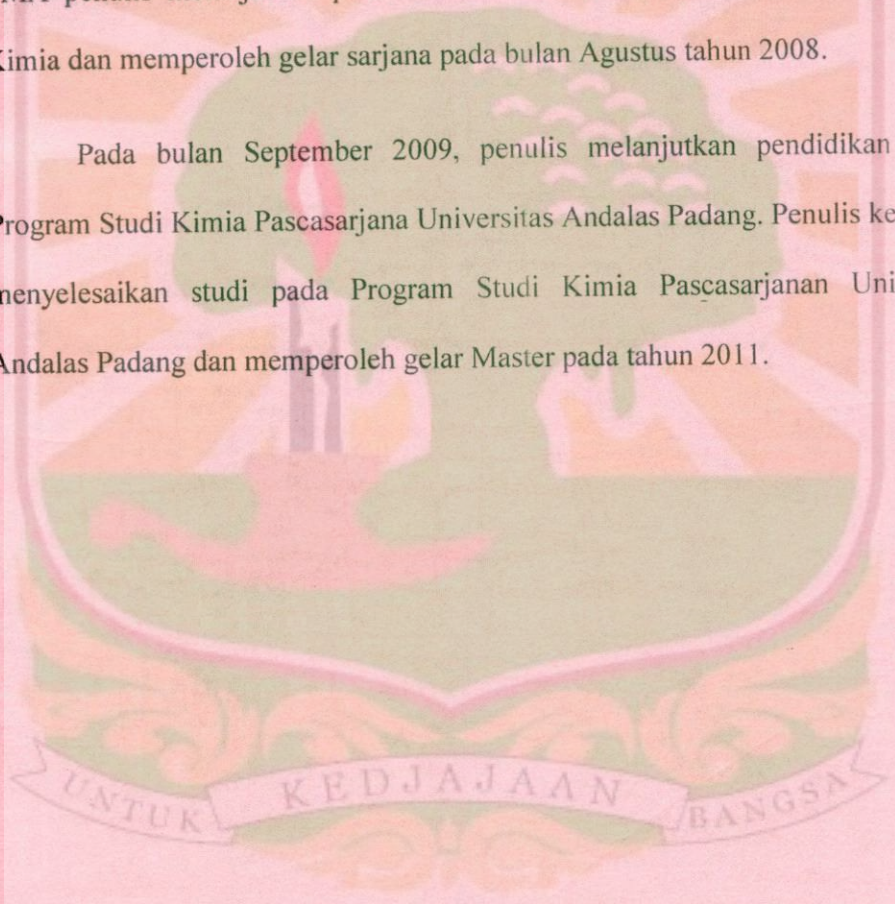 Kimia dan memperoleh gelar sarjana pada bulan Agustus tahun 2008.
Pada bulan September 2009, penulis melanjutkan pendidikan
Program Studi Kimia Pascasarjana Universitas Andalas Padang. Penulis ke
menyelesaikan studi pada Program Studi Kimia Pascasarjanan Uni
Andalas Padang dan memperoleh gelar Master pada tahun 2011.
UNTUK KEDJAJAAN BANGSA